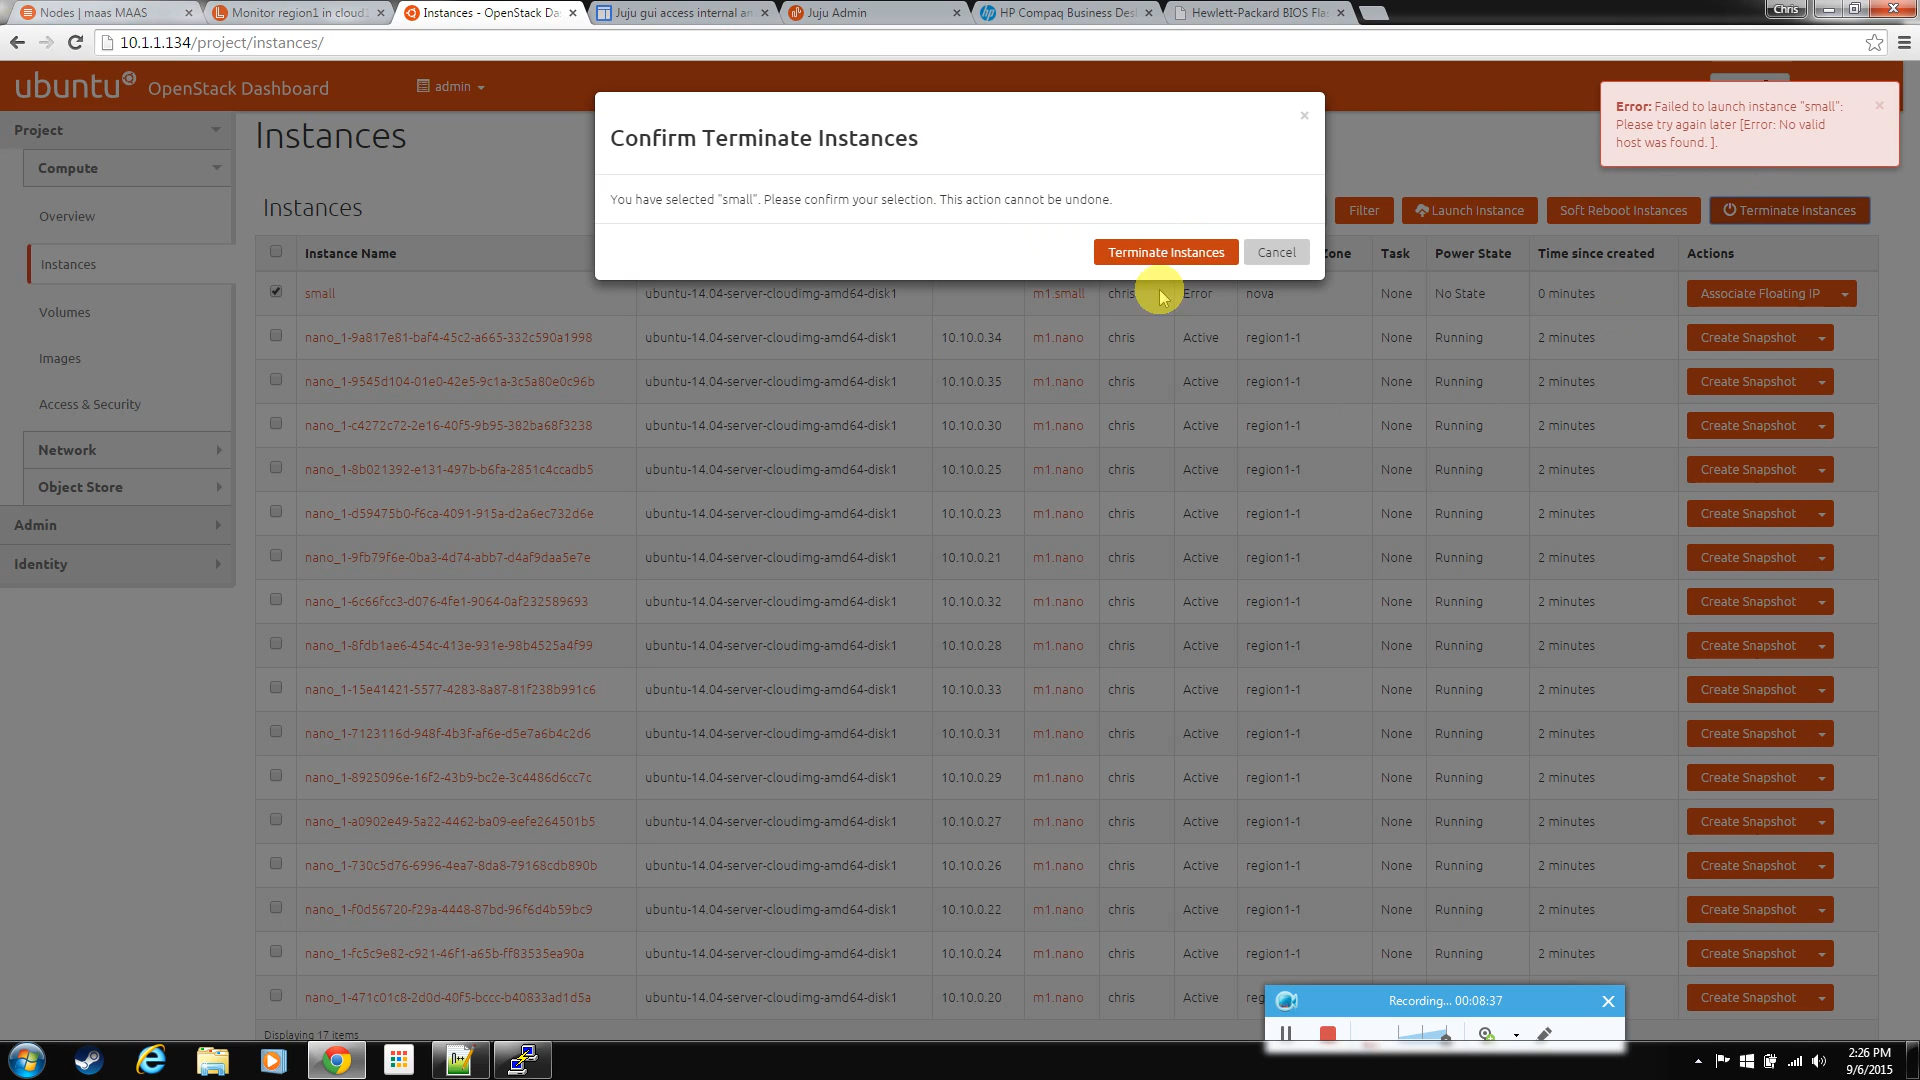 Nodes | maas MAAS
Monitor region1 in cloud1
Instances - OpenStack Da
Juju gui access internal an
Juju Admin
HP Compaq Business Des
Hewlett-Packard BIOS Fla
Chris
10.1.1.134/project/instances/
ubuntu OpenStack Dashboard
admin
Error: Failed to launch instance "small":
Please try again later [Error: No valid
host was found. ].
Project
Compute
Overview
Instances
Volumes
Images
Access & Security
Network
Object Store
Admin
Identity
Instances
Confirm Terminate Instances
You have selected "small". Please confirm your selection. This action cannot be undone.
Terminate Instances Cancel
Instances
Filter Launch Instance Soft Reboot Instances Terminate Instances
Instance Name Zone Task Power State Time since created Actions
small ubuntu-14.04-server-cloudimg-amd64-disk1 m1.small chris Error nova None No State 0 minutes Associate Floating IP
nano_1-9a817e81-baf4-45c2-a665-332c590a1998 ubuntu-14.04-server-cloudimg-amd64-disk1 10.10.0.34 m1.nano chris Active region1-1 None Running 2 minutes Create Snapshot
nano_1-9545d104-01e0-42e5-9c1a-3c5a80e0c96b ubuntu-14.04-server-cloudimg-amd64-disk1 10.10.0.35 m1.nano chris Active region1-1 None Running 2 minutes Create Snapshot
nano_1-c4272c72-2e16-40f5-9b95-382ba68f3238 ubuntu-14.04-server-cloudimg-amd64-disk1 10.10.0.30 m1.nano chris Active region1-1 None Running 2 minutes Create Snapshot
nano_1-8b021392-e131-497b-b6fa-2851c4ccadb5 ubuntu-14.04-server-cloudimg-amd64-disk1 10.10.0.25 m1.nano chris Active region1-1 None Running 2 minutes Create Snapshot
nano_1-d59475b0-f6ca-4091-915a-d2a6ec732d6e ubuntu-14.04-server-cloudimg-amd64-disk1 10.10.0.23 m1.nano chris Active region1-1 None Running 2 minutes Create Snapshot
nano_1-9fb79f6e-0ba3-4d74-abb7-d4af9daa5e7e ubuntu-14.04-server-cloudimg-amd64-disk1 10.10.0.21 m1.nano chris Active region1-1 None Running 2 minutes Create Snapshot
nano_1-6c66fcc3-d076-4fe1-9064-0af232589693 ubuntu-14.04-server-cloudimg-amd64-disk1 10.10.0.32 m1.nano chris Active region1-1 None Running 2 minutes Create Snapshot
nano_1-8fdb1ae6-454c-413e-931e-98b4525a4f99 ubuntu-14.04-server-cloudimg-amd64-disk1 10.10.0.28 m1.nano chris Active region1-1 None Running 2 minutes Create Snapshot
nano_1-15e41421-5577-4283-8a87-81f238b991c6 ubuntu-14.04-server-cloudimg-amd64-disk1 10.10.0.33 m1.nano chris Active region1-1 None Running 2 minutes Create Snapshot
nano_1-7123116d-948f-4b3f-af6e-d5e7a6b4c2d6 ubuntu-14.04-server-cloudimg-amd64-disk1 10.10.0.31 m1.nano chris Active region1-1 None Running 2 minutes Create Snapshot
nano_1-8925096e-16f2-43b9-bc2e-3c4486d6cc7c ubuntu-14.04-server-cloudimg-amd64-disk1 10.10.0.29 m1.nano chris Active region1-1 None Running 2 minutes Create Snapshot
nano_1-a0902e49-5a22-4462-ba09-eefe264501b5 ubuntu-14.04-server-cloudimg-amd64-disk1 10.10.0.27 m1.nano chris Active region1-1 None Running 2 minutes Create Snapshot
nano_1-730c5d76-6996-4ea7-8da8-79168cdb890b ubuntu-14.04-server-cloudimg-amd64-disk1 10.10.0.26 m1.nano chris Active region1-1 None Running 2 minutes Create Snapshot
nano_1-f0d56720-f29a-4448-87bd-96f6d4b59bc9 ubuntu-14.04-server-cloudimg-amd64-disk1 10.10.0.22 m1.nano chris Active region1-1 None Running 2 minutes Create Snapshot
nano_1-fc5c9e82-c921-46f1-a65b-ff83535ea90a ubuntu-14.04-server-cloudimg-amd64-disk1 10.10.0.24 m1.nano chris Active region1-1 None Running 2 minutes Create Snapshot
nano_1-471c01c8-2d0d-40f5-bccc-b40833ad1d5a ubuntu-14.04-server-cloudimg-amd64-disk1 10.10.0.20 m1.nano chris Active reg Create Snapshot
Displaying 17 items
Recording... 00:08:37
2:26 PM
9/6/2015